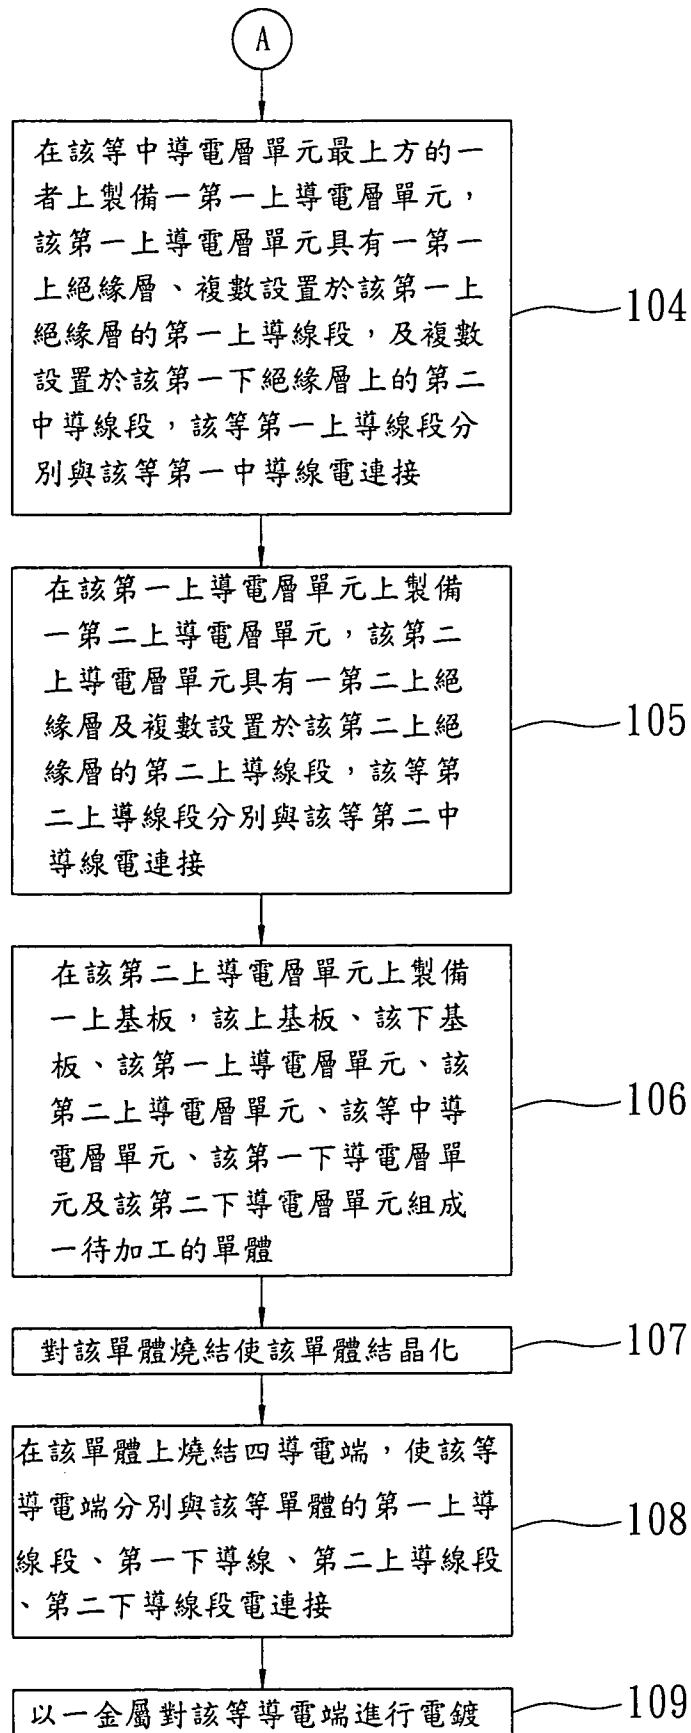 A
在該等中導電層單元最上方的一
者上製備一第一上導電層單元，
該第一上導電層單元具有一第一
上絕緣層、複數設置於該第一上
絕緣層的第一上導線段，及複數
設置於該第一下絕緣層上的第二
中導線段，該等第一上導線段分
別與該等第一中導線電連接
104
在該第一上導電層單元上製備
一第二上導電層單元，該第二
上導電層單元具有一第二上絕
緣層及複數設置於該第二上絕
緣層的第二上導線段，該等第
二上導線段分別與該等第二中
導線電連接
105
在該第二上導電層單元上製備
一上基板，該上基板、該下基
板、該第一上導電層單元、該
第二上導電層單元、該等中導
電層單元、該第一下導電層單
元及該第二下導電層單元組成
一待加工的單體
106
對該單體燒結使該單體結晶化
107
在該單體上燒結四導電端，使該等
導電端分別與該等單體的第一上導
線段、第一下導線、第二上導線段
、第二下導線段電連接
108
以一金屬對該等導電端進行電鍍
109